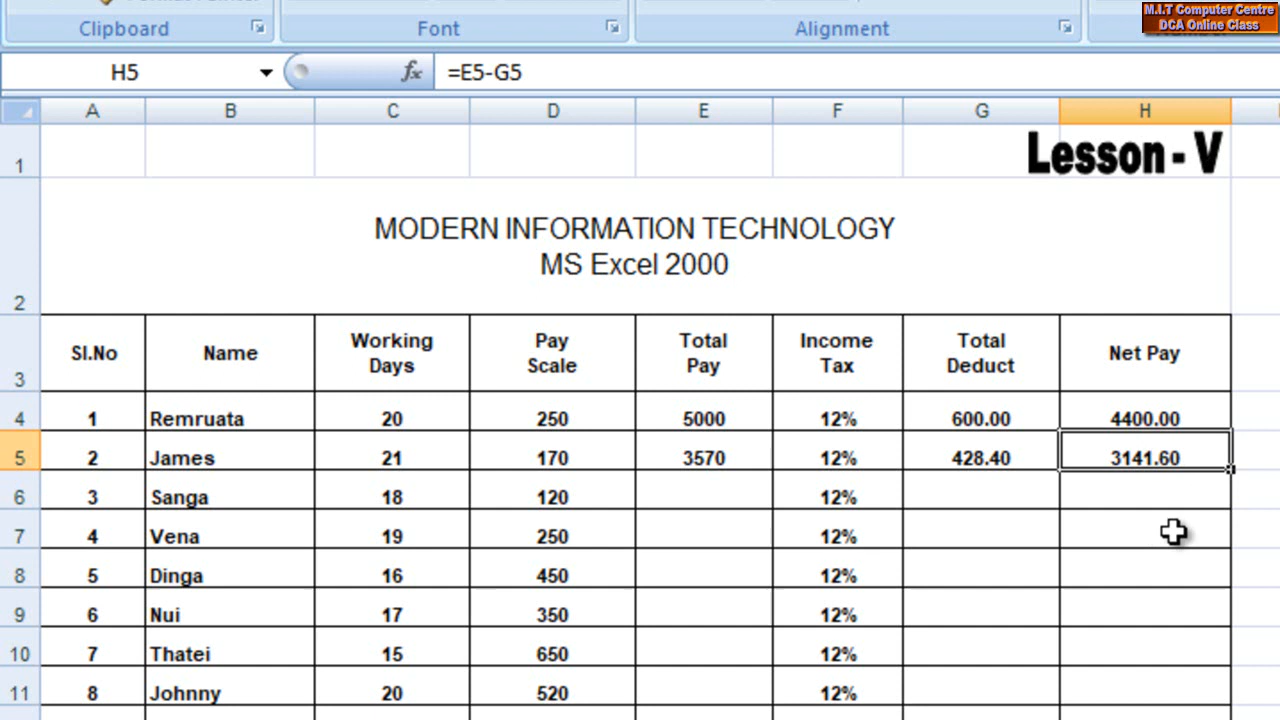 M.I.T Computer Centre
DCA Online Class
Clipboard Font Alignment
H5 fx =E5-G5
A B C D E F G H
1 Lesson - V
MODERN INFORMATION TECHNOLOGY
2 MS Excel 2000
3 Sl.No Name Working Days Pay Scale Total Pay Income Tax Total Deduct Net Pay
4 1 Remruata 20 250 5000 12% 600.00 4400.00
5 2 James 21 170 3570 12% 428.40 3141.60
6 3 Sanga 18 120 12%
7 4 Vena 19 250 12%
8 5 Dinga 16 450 12%
9 6 Nui 17 350 12%
10 7 Thatei 15 650 12%
11 8 Johnny 20 520 12%